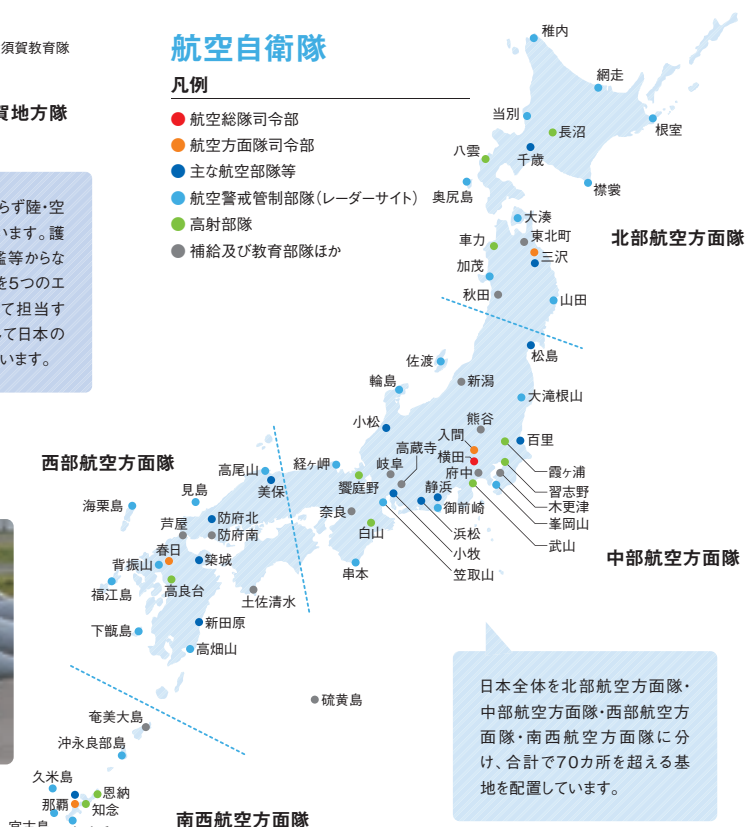 須賀教育隊
賀地方隊
らず陸・空
います。護
艦等からな
を5つのエ
て担当す
て日本の
います。
航空自衛隊
凡例
航空総隊司令部
航空方面隊司令部
主な航空部隊等
航空警戒管制部隊（レーダーサイト）
高射部隊
補給及び教育部隊ほか
稚内
網走
当別
長沼
根室
八雲
千歳
奥尻島
襟裳
大湊
東北町
車力
三沢
加茂
秋田
山田
北部航空方面隊
松島
佐渡
新潟
輪島
大滝根山
小松
熊谷
入間
百里
高蔵寺
横田
府中
霞ヶ浦
習志野
木更津
峯岡山
武山
経ヶ岬
岐阜
饗庭野
静浜
御前崎
奈良
白山
浜松
小牧
笠取山
串本
中部航空方面隊
西部航空方面隊
高尾山
美保
見島
海栗島
防府北
芦屋
防府南
春日
背振山
築城
福江島
高良台
土佐清水
下甑島
新田原
高畑山
硫黄島
奄美大島
沖永良部島
久米島
恩納
那覇
知念
宮古島
南西航空方面隊
日本全体を北部航空方面隊・
中部航空方面隊・西部航空方
面隊・南西航空方面隊に分
け、合計で70カ所を超える基
地を配置しています。